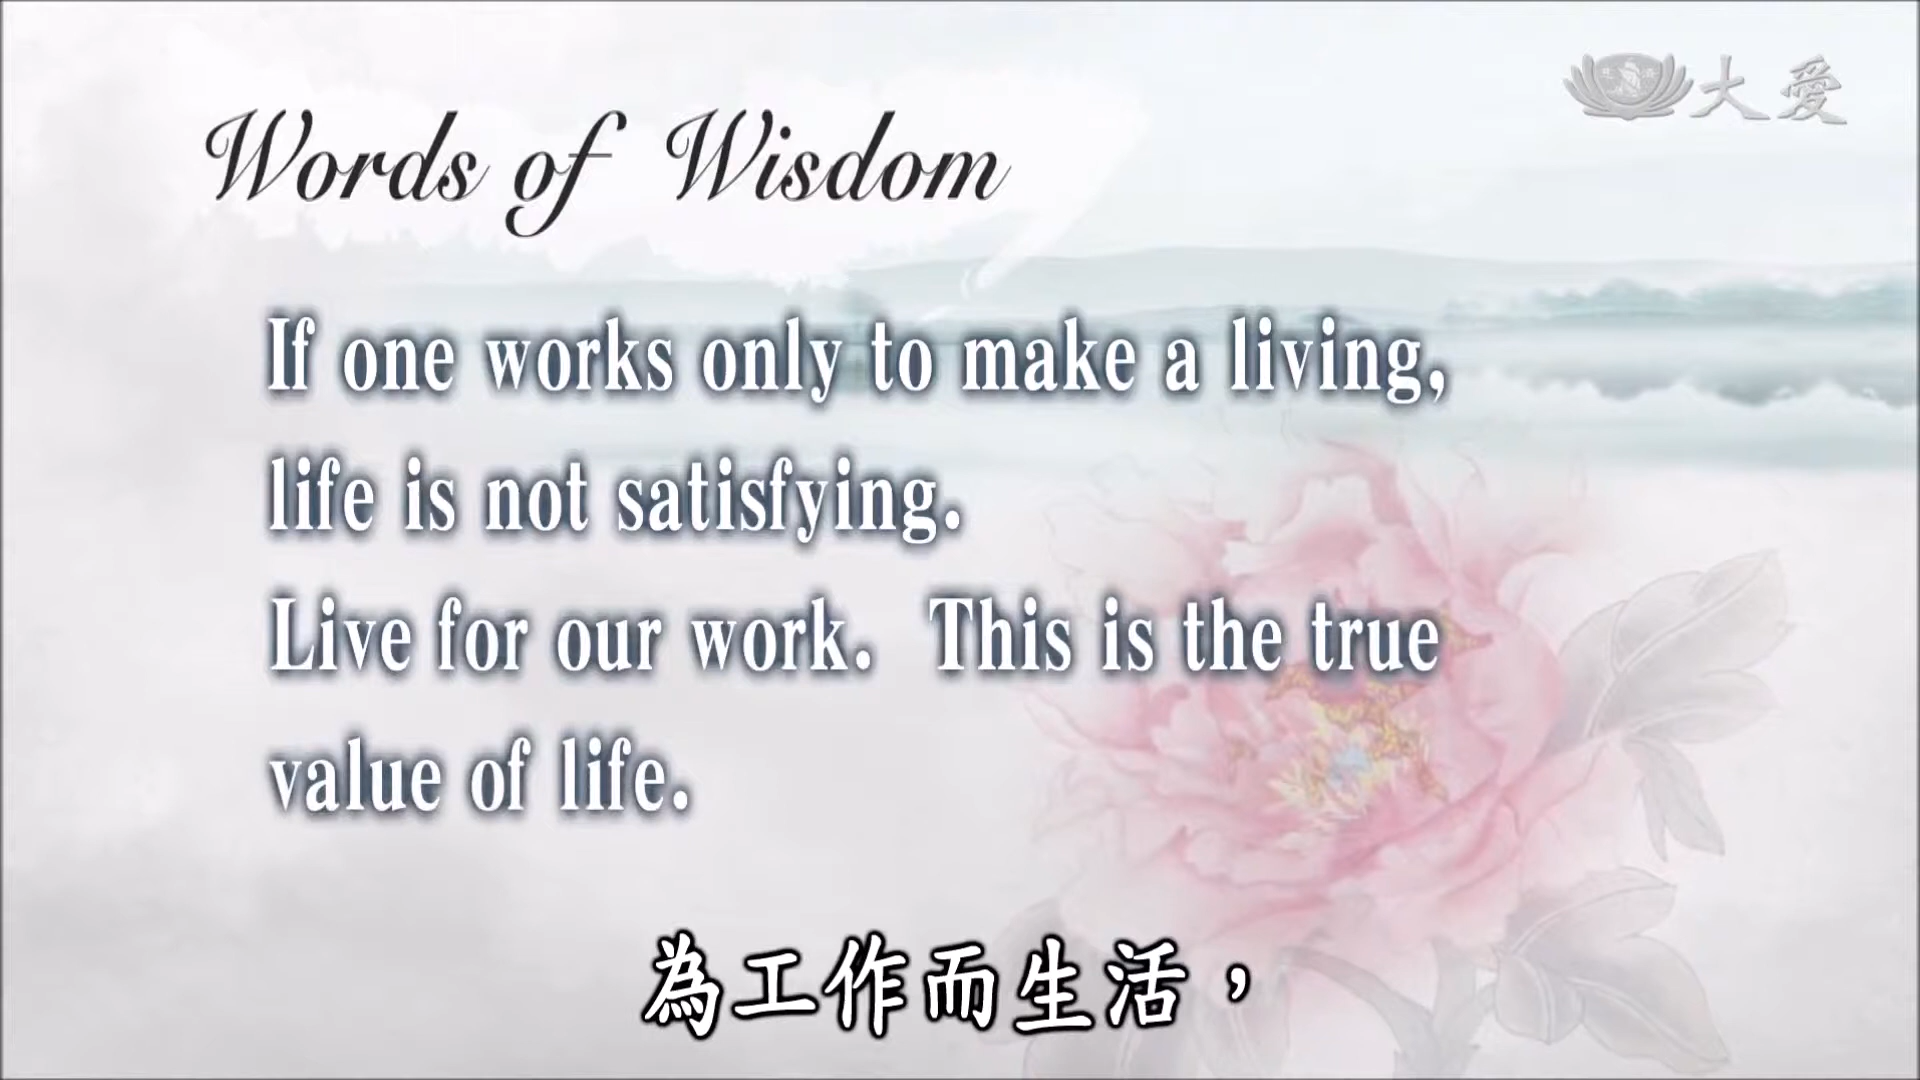 大愛
Words of Wisdom
If one works only to make a living,
life is not satisfying.
Live for our work.  This is the true
value of life.
為工作而生活，